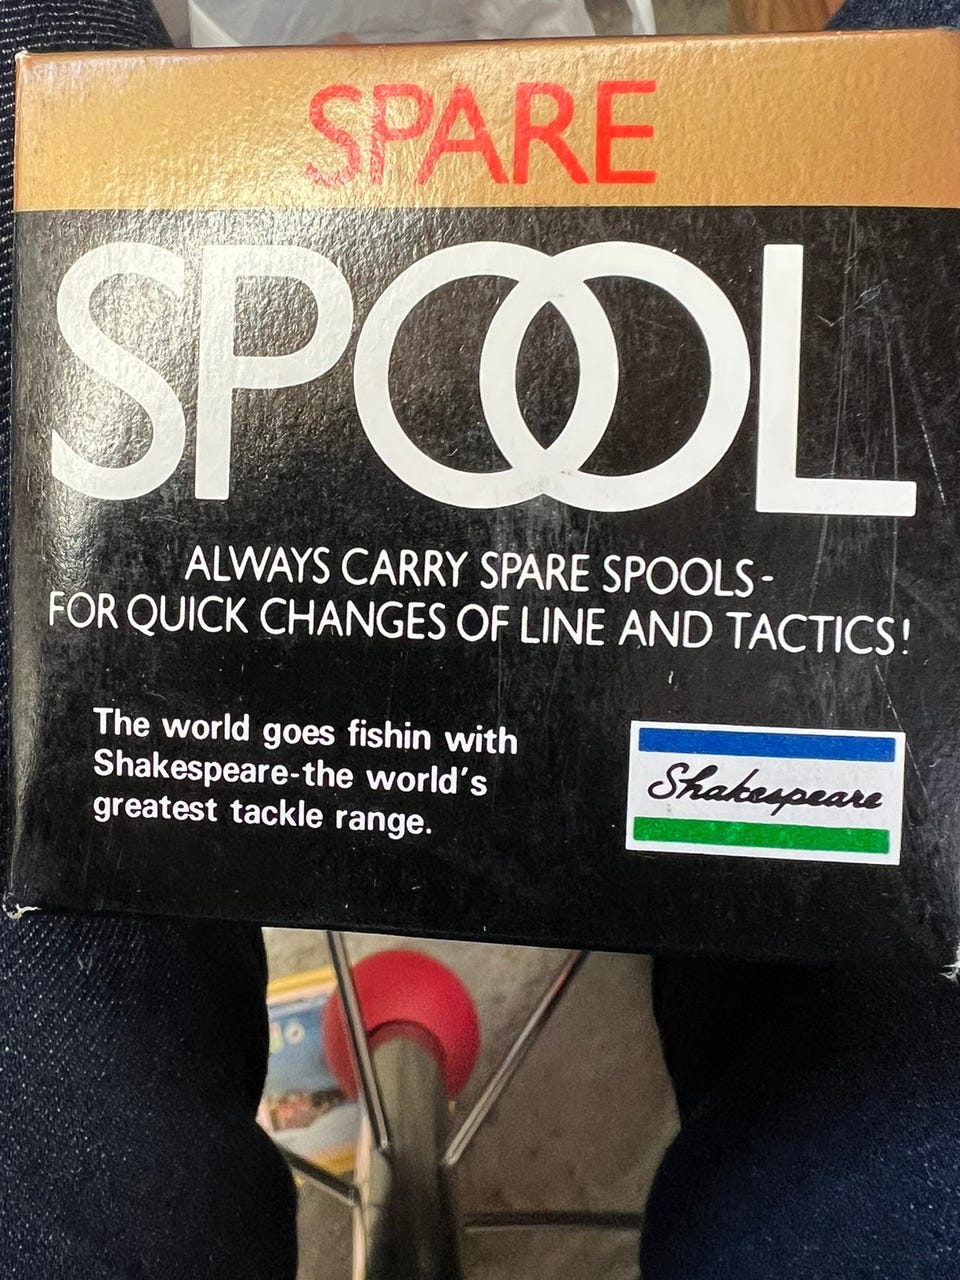 SPARE
SPOOL
ALWAYS CARRY SPARE SPOOLS-
FOR QUICK CHANGES OF LINE AND TACTICS!
The world goes fishin with
Shakespeare-the world's
greatest tackle range.
Shakespeare